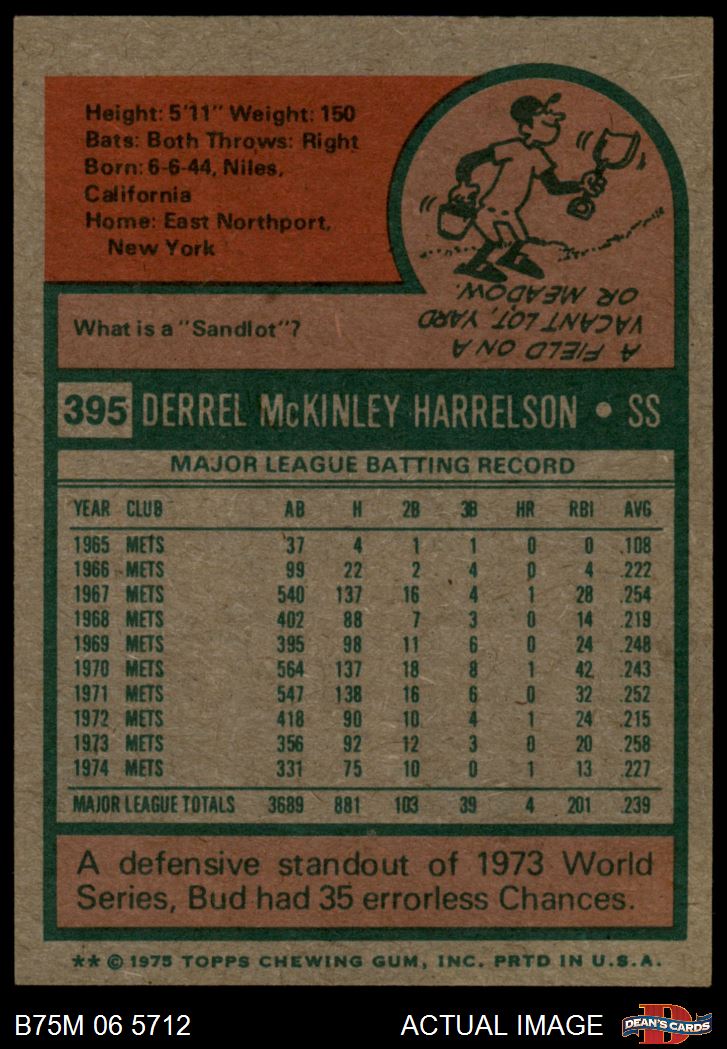 Height: 5'11" Weight: 150
Bats: Both Throws: Right
Born: 6-6-44, Niles,
California
Home: East Northport,
New York
What is a "Sandlot"?
A FIELD ON A
VACANT LOT, YARD
OR MEADOW.
395 DERREL McKINLEY HARRELSON • SS
MAJOR LEAGUE BATTING RECORD
YEAR CLUB AB H 2B 3B HR RBI AVG
1965 METS 37 4 1 1 0 0 .108
1966 METS 99 22 2 4 0 4 .222
1967 METS 540 137 16 4 1 28 .254
1968 METS 402 88 7 3 0 14 .219
1969 METS 395 98 11 6 0 24 .248
1970 METS 564 137 18 8 1 42 .243
1971 METS 547 138 16 6 0 32 .252
1972 METS 418 90 10 4 1 24 .215
1973 METS 356 92 12 3 0 20 .258
1974 METS 331 75 10 0 1 13 .227
MAJOR LEAGUE TOTALS 3689 881 103 39 4 201 .239
A defensive standout of 1973 World
Series, Bud had 35 errorless Chances.
** © 1975 TOPPS CHEWING GUM, INC. PRTD IN U.S.A.
B75M 06 5712 ACTUAL IMAGE
D
DEAN'S CARDS